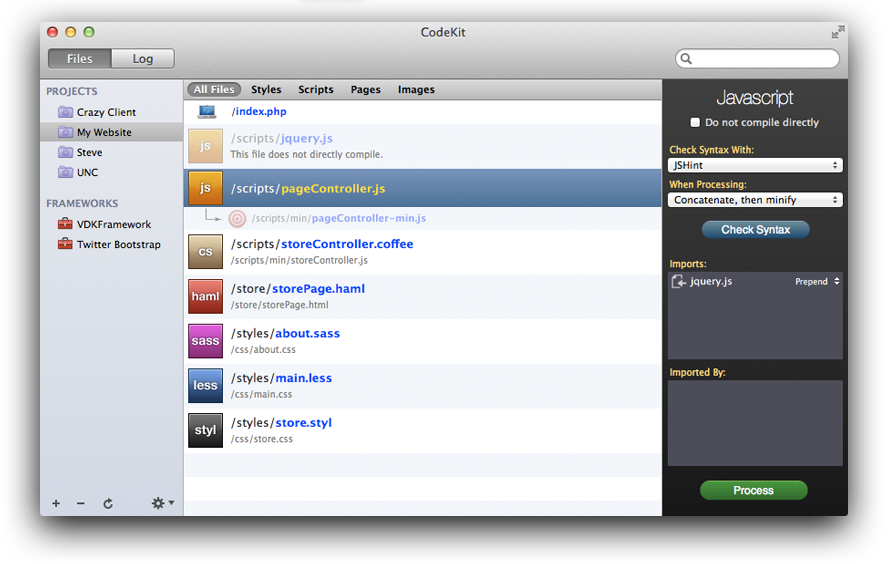 CodeKit
Files
Log
PROJECTS
Crazy Client
My Website
Steve
UNC
FRAMEWORKS
VDKFramework
Twitter Bootstrap
All Files Styles Scripts Pages Images
/index.php
js
/scripts/jquery.js
This file does not directly compile.
js
/scripts/pageController.js
/scripts/min/pageController-min.js
cs
/scripts/storeController.coffee
/scripts/min/storeController.js
haml
/store/storePage.haml
/store/storePage.html
sass
/styles/about.sass
/css/about.css
less
/styles/main.less
/css/main.css
styl
/styles/store.styl
/css/store.css
Javascript
Do not compile directly
Check Syntax With:
JSHint
When Processing:
Concatenate, then minify
Check Syntax
Imports:
jquery.js Prepend
Imported By:
Process